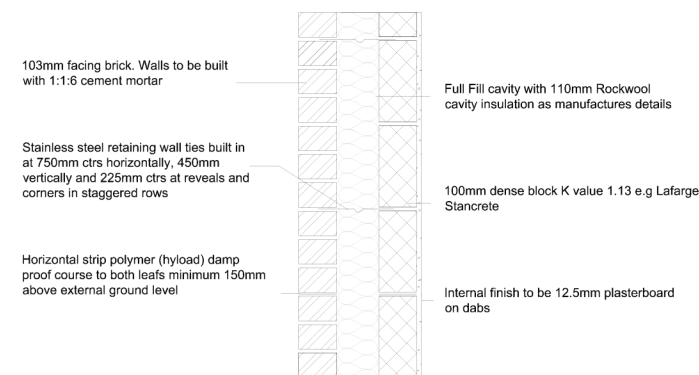 103mm facing brick. Walls to be built
with 1:1:6 cement mortar
Full Fill cavity with 110mm Rockwool
cavity insulation as manufactures details
Stainless steel retaining wall ties built in
at 750mm ctrs horizontally, 450mm
vertically and 225mm ctrs at reveals and
corners in staggered rows
100mm dense block K value 1.13 e.g Lafarge
Stancrete
Horizontal strip polymer (hyload) damp
proof course to both leafs minimum 150mm
above external ground level
Internal finish to be 12.5mm plasterboard
on dabs